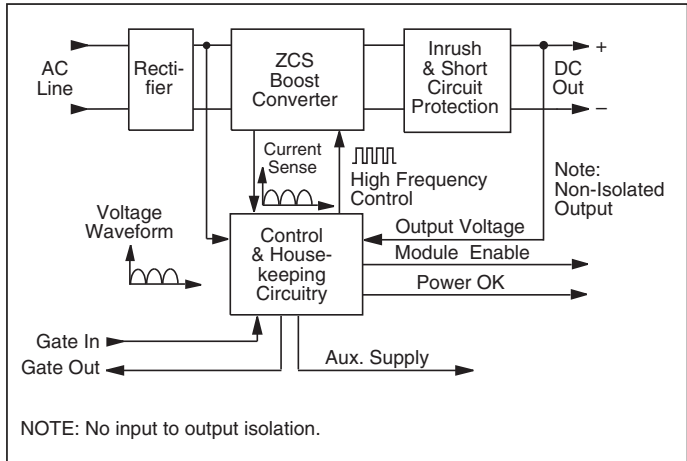 AC
Line
Recti-
fier
ZCS
Boost
Converter
Inrush
& Short
Circuit
Protection
+
DC
Out
–
Current
Sense
High Frequency
Control
Note:
Non-Isolated
Output
Voltage
Waveform
Control
& House-
keeping
Circuitry
Output Voltage
Module Enable
Power OK
Gate In
Gate Out
Aux. Supply
NOTE: No input to output isolation.